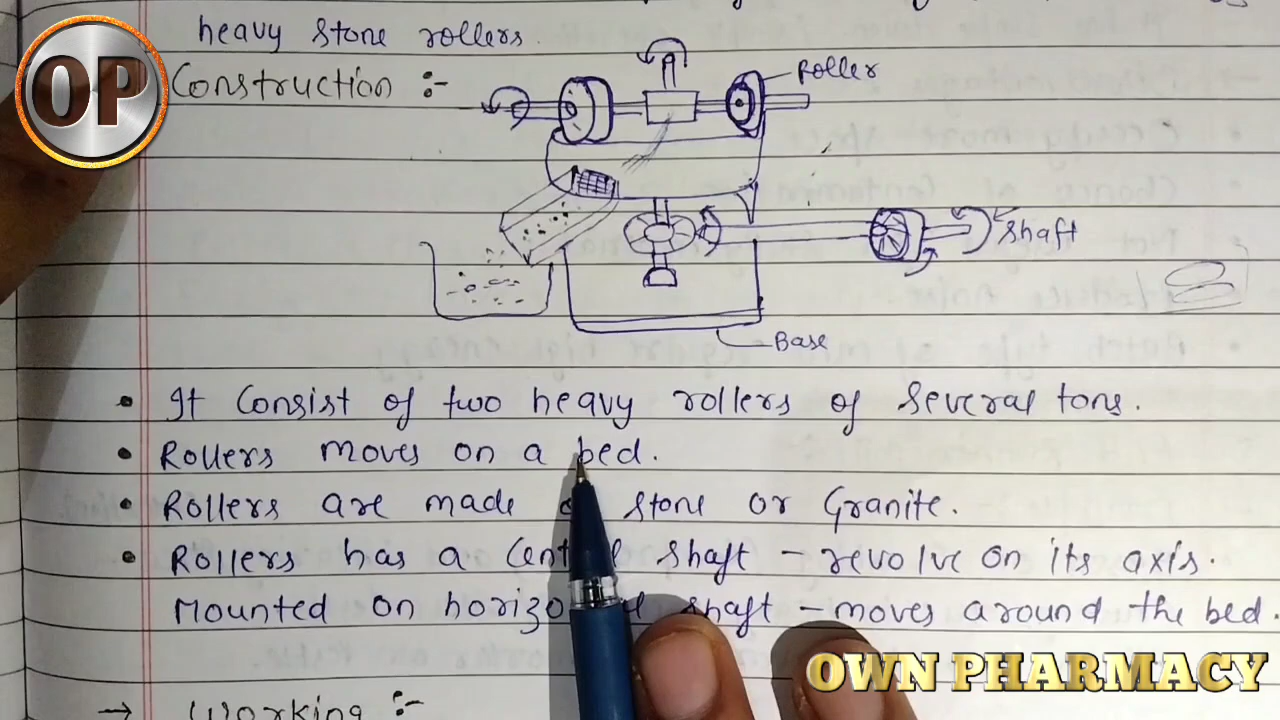 heavy stone rollers.
OP
Construction :-
Roller
shaft
Base
• It consist of two heavy rollers of several tons.
• Rollers moves on a bed.
• Rollers are made stone or Granite.
• Rollers has a shaft - revolve on its axis.
Mounted on shaft - moves around the bed.
OWN PHARMACY
→ Working :-